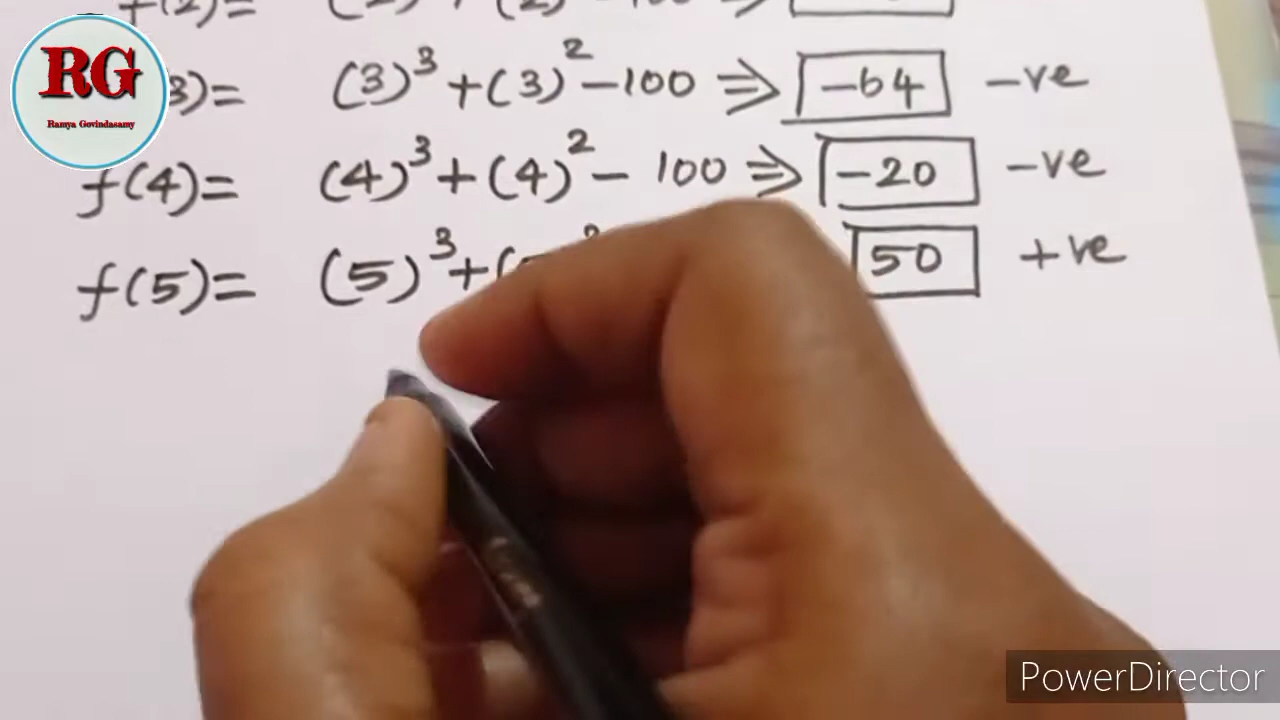 RG
Ramya Govindasamy
3)= (3)³+(3)²-100 ⇒ -64 -ve
f(4)= (4)³+(4)²- 100 ⇒ -20 -ve
f(5)= (5)³+( 50 +ve
PowerDirector